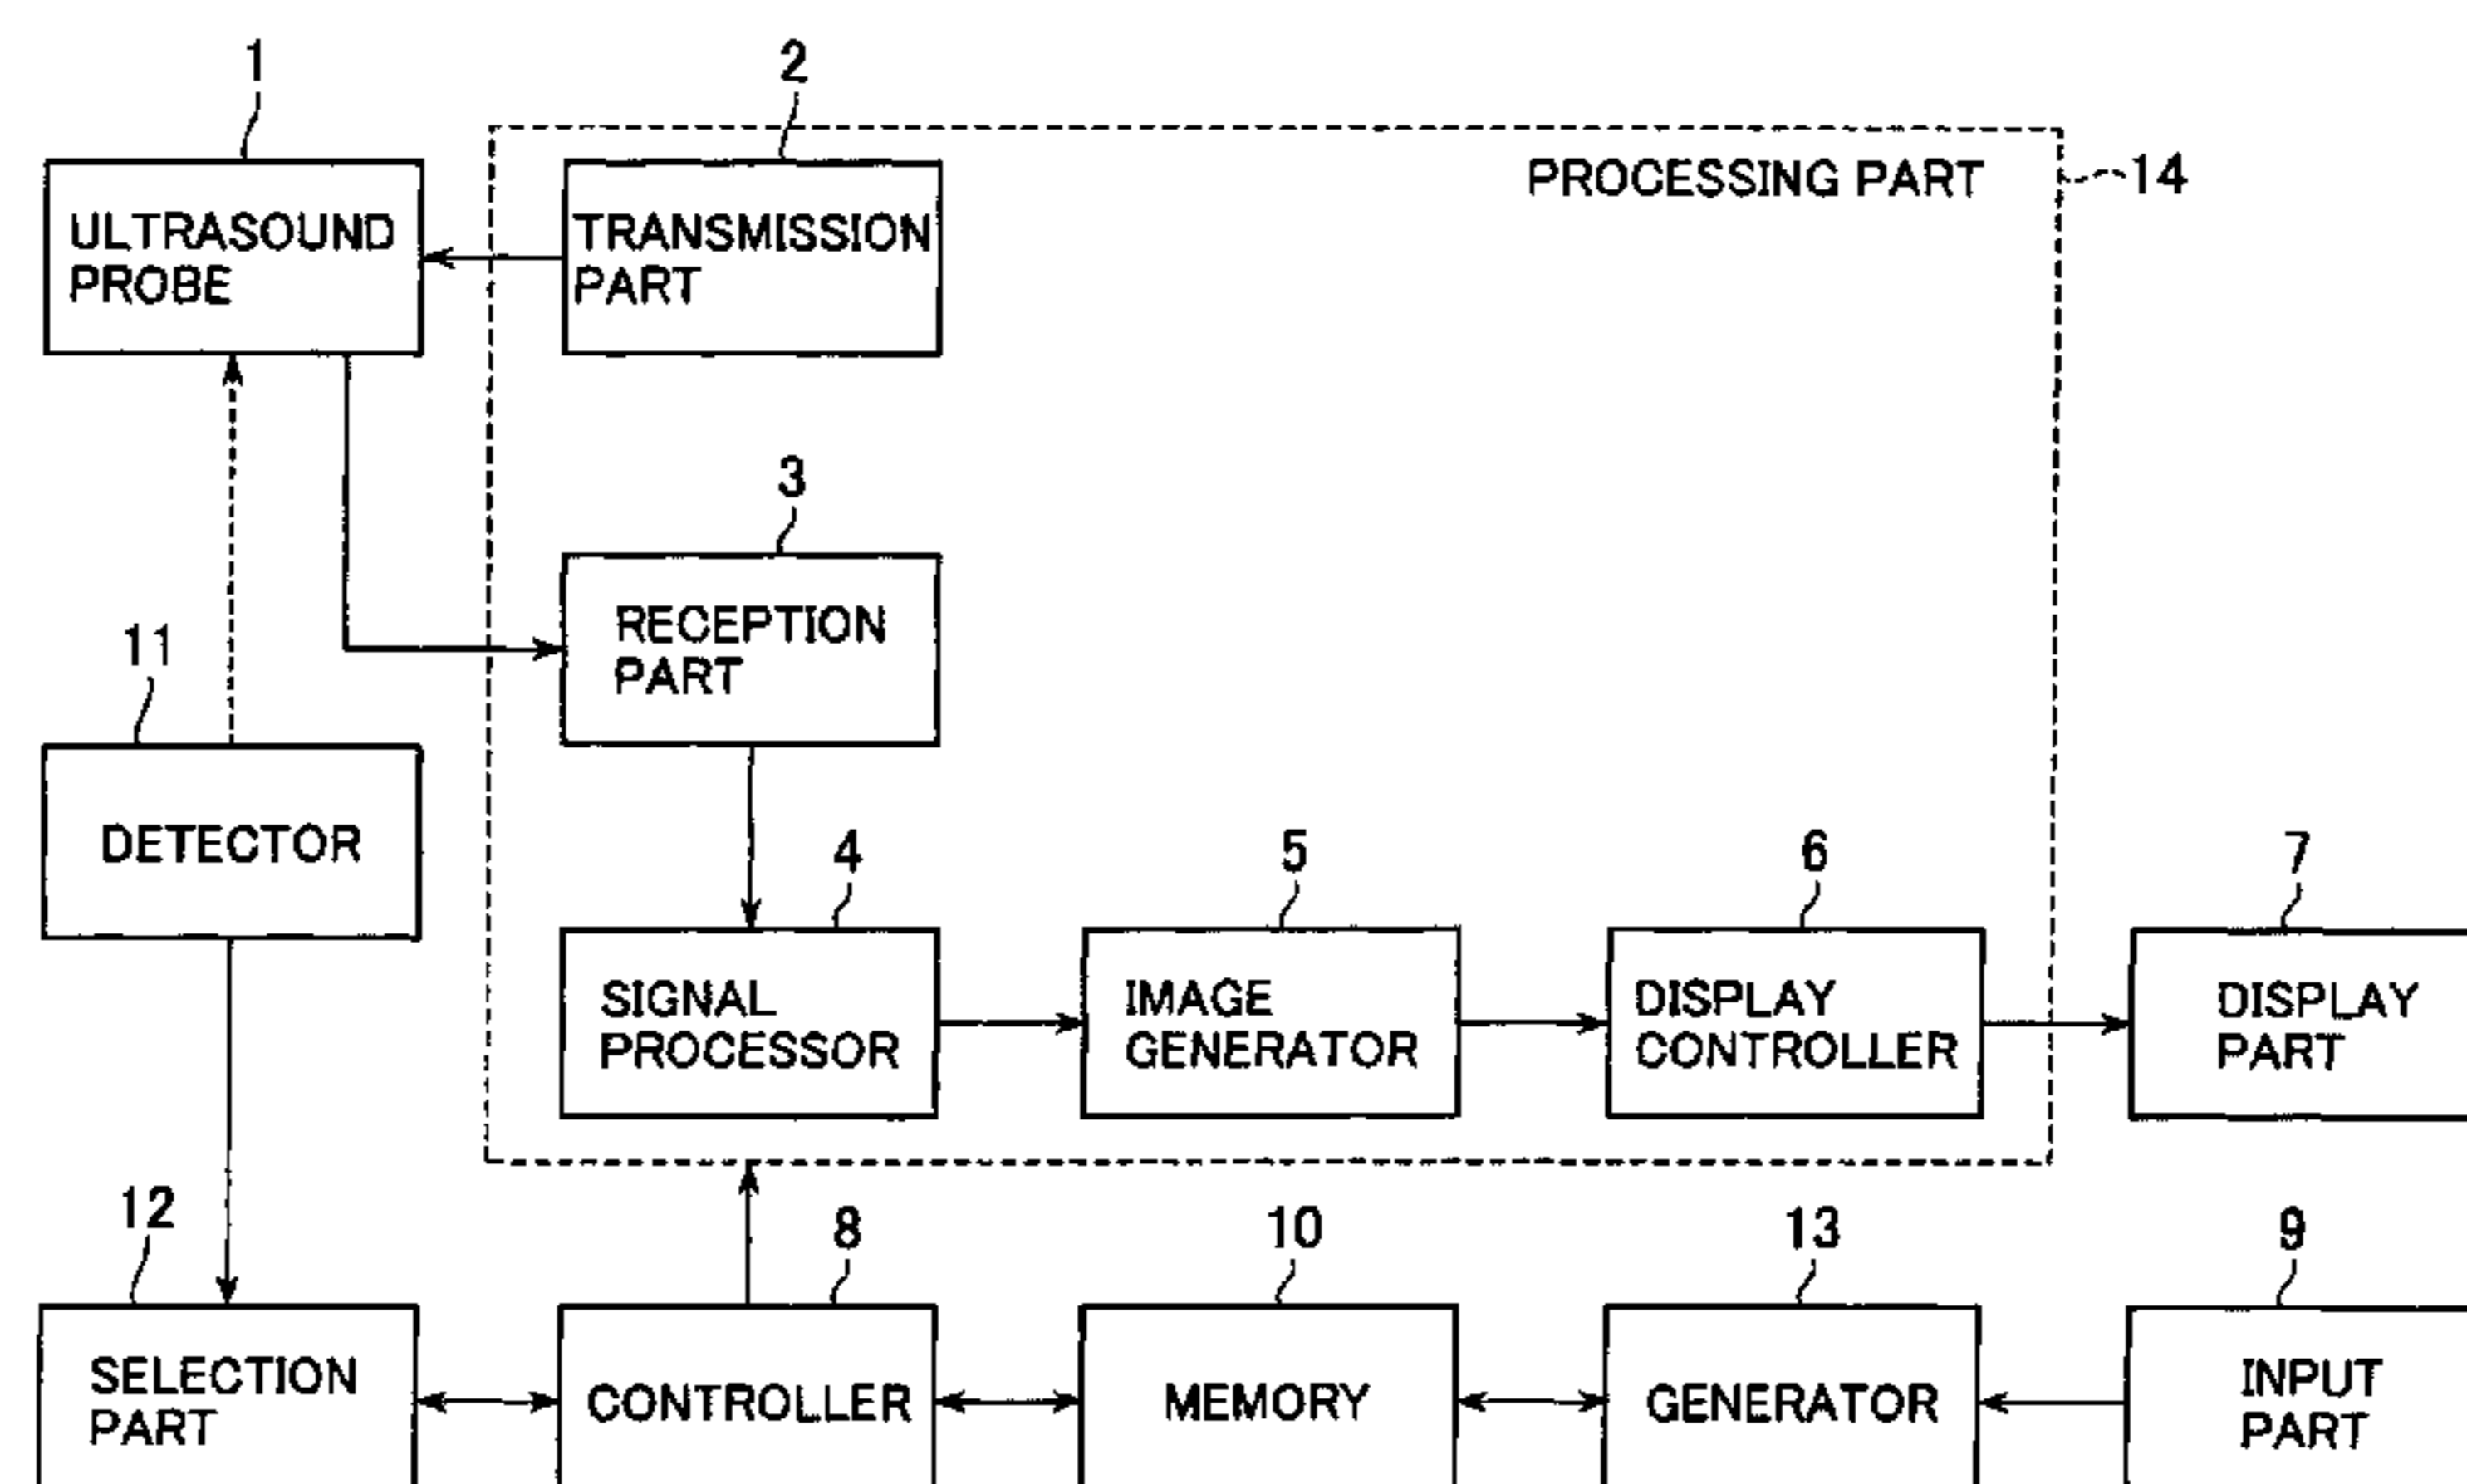 1
2
PROCESSING PART
14
ULTRASOUND
PROBE
TRANSMISSION
PART
3
RECEPTION
PART
11
DETECTOR
4
5
6
7
SIGNAL
PROCESSOR
IMAGE
GENERATOR
DISPLAY
CONTROLLER
DISPLAY
PART
12
8
10
13
9
SELECTION
PART
CONTROLLER
MEMORY
GENERATOR
INPUT
PART